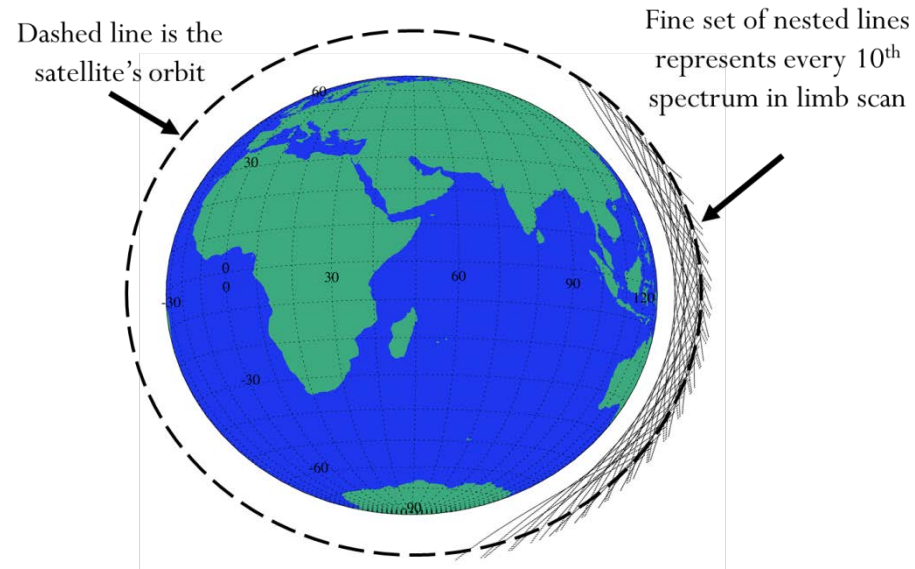 Dashed line is the
satellite's orbit
Fine set of nested lines
represents every 10th
spectrum in limb scan
60
30
0
0
30
60
90
120
-30
-30
-60